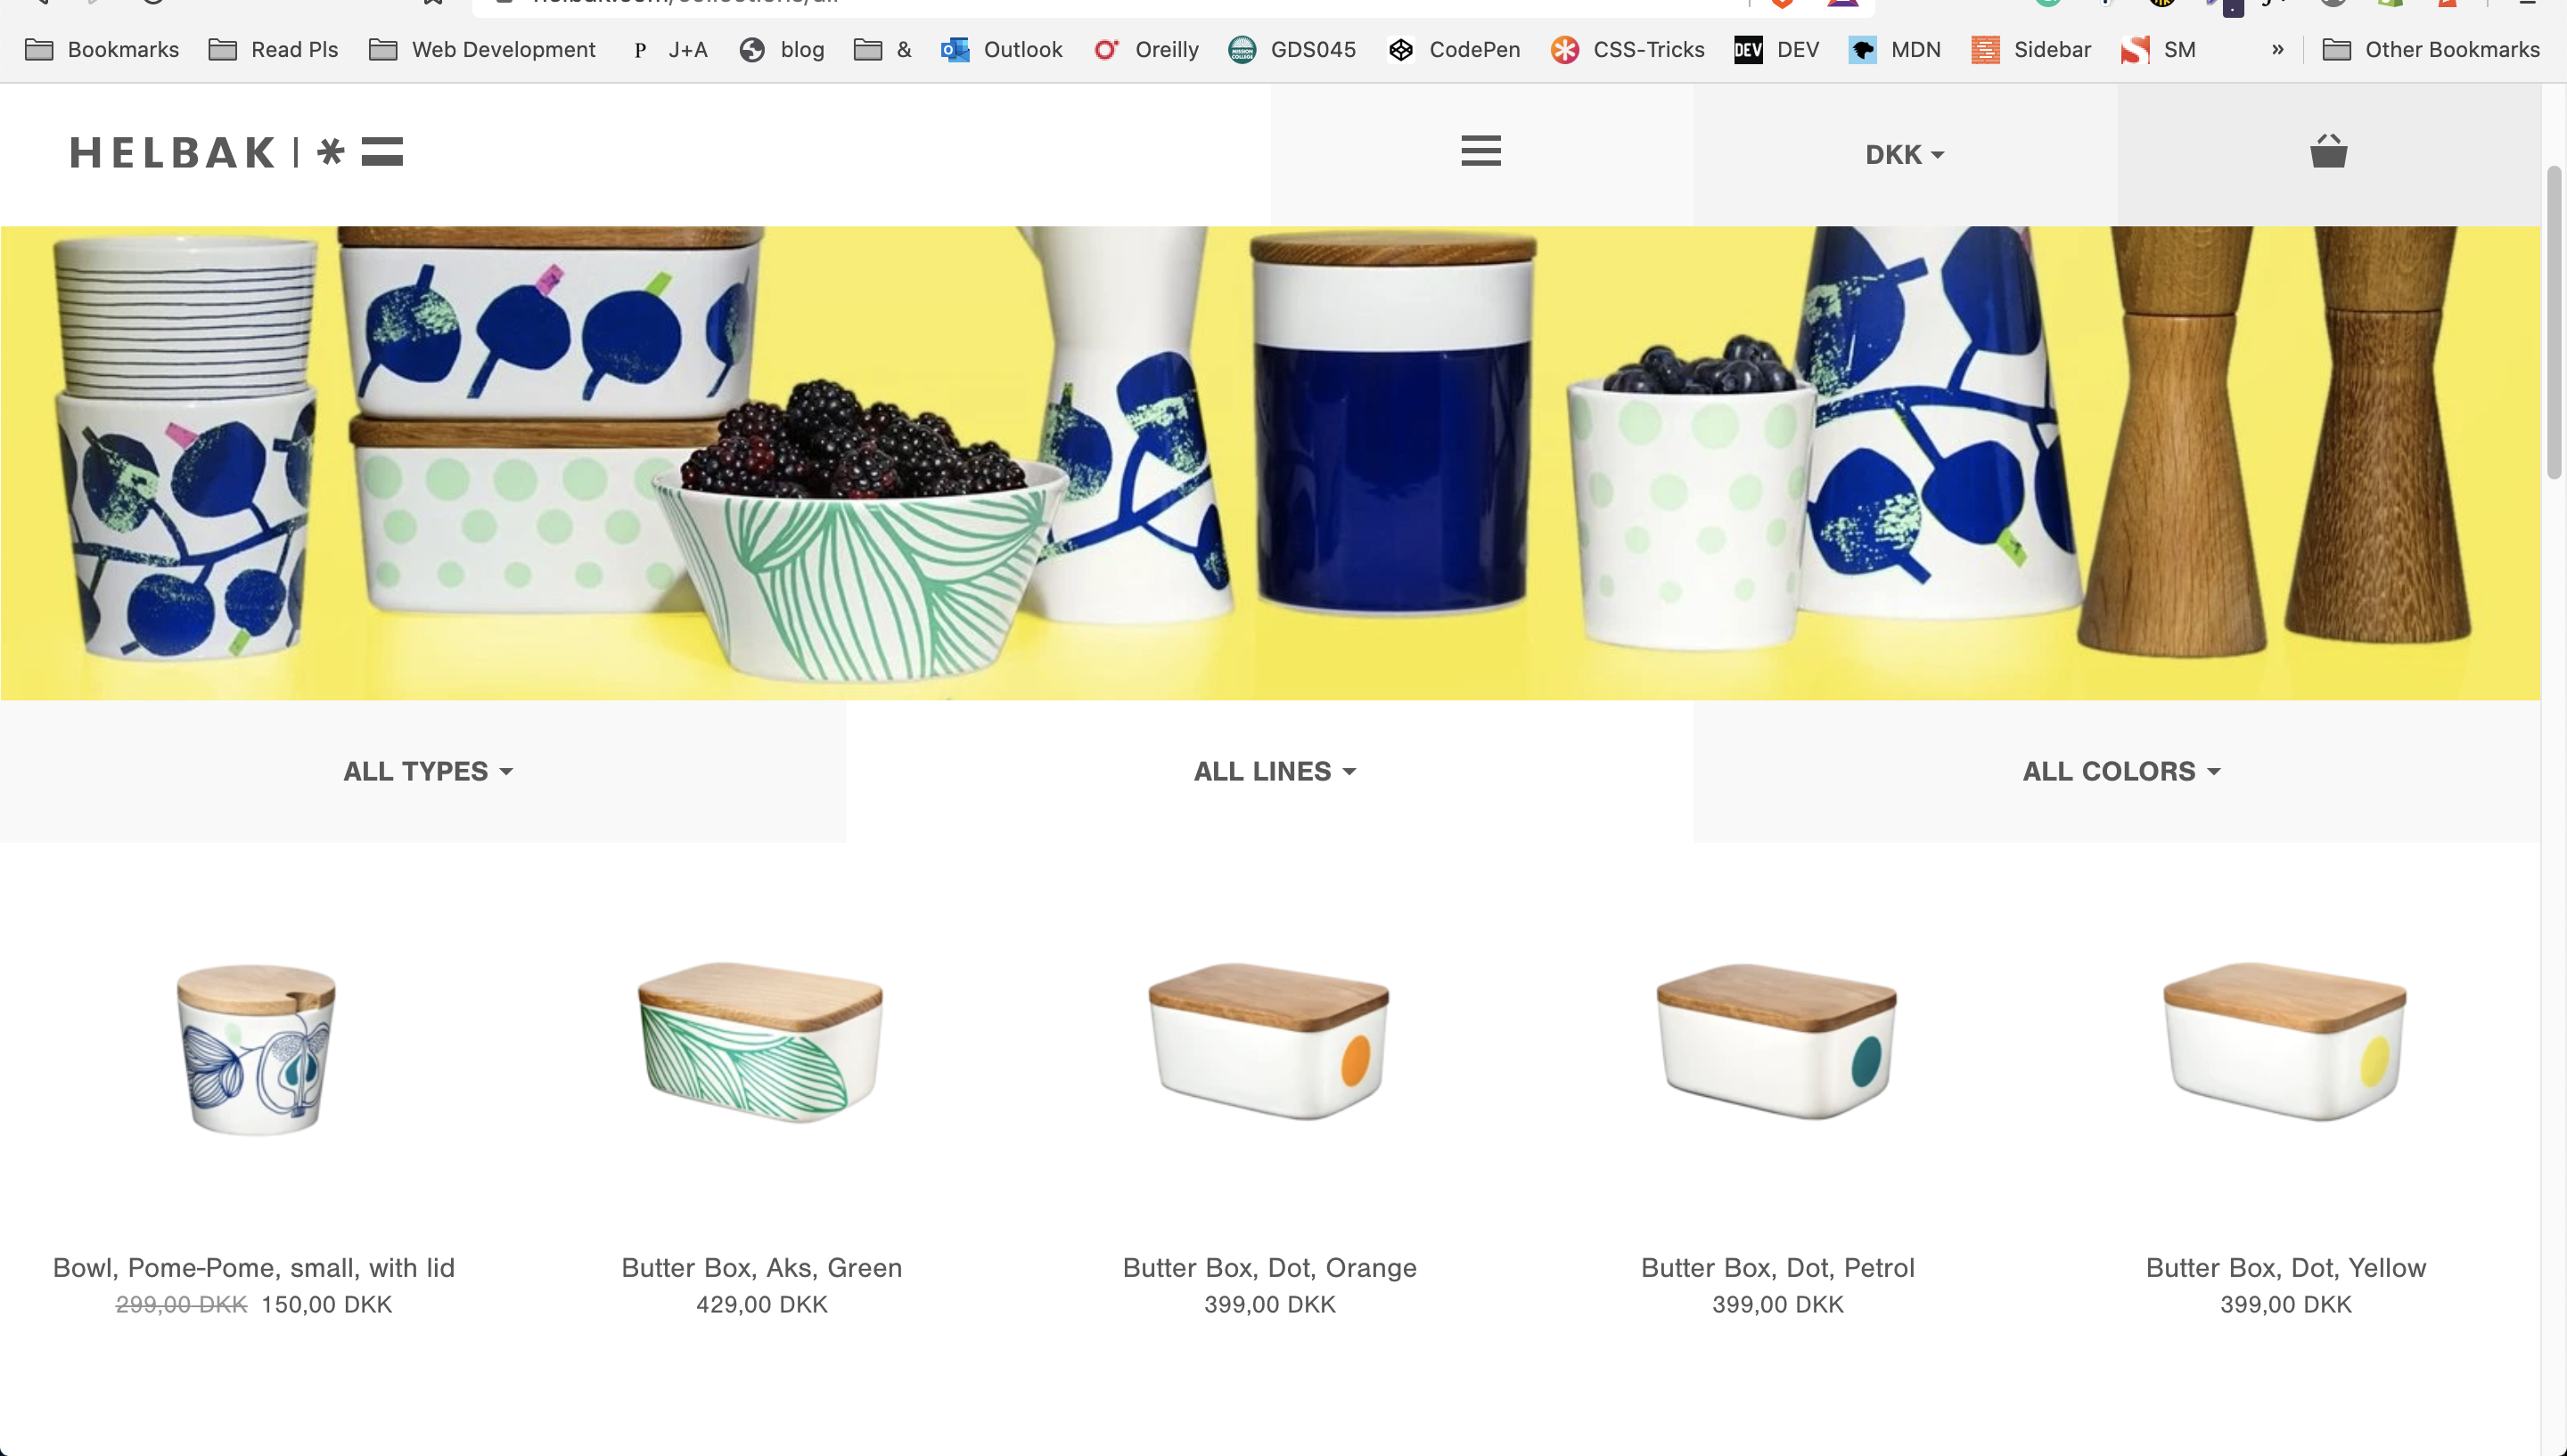 Bookmarks Read Pls Web Development P J+A blog & Outlook Oreilly GDS045 CodePen CSS-Tricks DEV DEV MDN Sidebar SM » Other Bookmarks
HELBAK | * =
DKK
ALL TYPES ALL LINES ALL COLORS
Bowl, Pome-Pome, small, with lid
299,00 DKK 150,00 DKK
Butter Box, Aks, Green
429,00 DKK
Butter Box, Dot, Orange
399,00 DKK
Butter Box, Dot, Petrol
399,00 DKK
Butter Box, Dot, Yellow
399,00 DKK